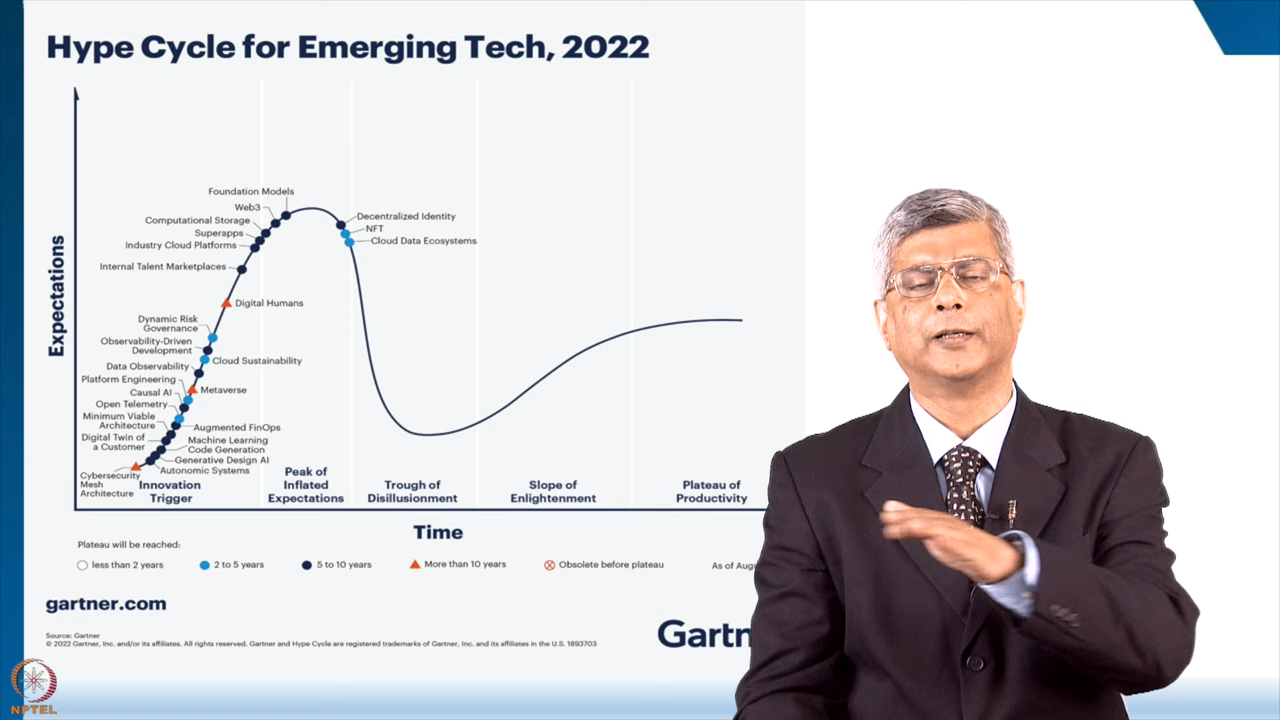 Hype Cycle for Emerging Tech, 2022
Expectations
Foundation Models
Web3
Computational Storage
Superapps
Industry Cloud Platforms
Internal Talent Marketplaces
Decentralized Identity
NFT
Cloud Data Ecosystems
Digital Humans
Dynamic Risk
Governance
Observability-Driven
Development
Cloud Sustainability
Data Observability
Platform Engineering
Metaverse
Causal AI
Open Telemetry
Minimum Viable
Architecture
Augmented FinOps
Digital Twin of
a Customer
Machine Learning
Code Generation
Generative Design AI
Autonomic Systems
Cybersecurity
Mesh
Architecture
Innovation
Trigger
Peak of
Inflated
Expectations
Trough of
Disillusionment
Slope of
Enlightenment
Plateau of
Productivity
Time
Plateau will be reached:
less than 2 years
2 to 5 years
5 to 10 years
More than 10 years
Obsolete before plateau
As of
gartner.com
Source: Gartner
© 2022 Gartner, Inc. and/or its affiliates. All rights reserved. Gartner and Hype Cycle are registered trademarks of Gartner, Inc. and its affiliates in the U.S. 1893703
NPTEL